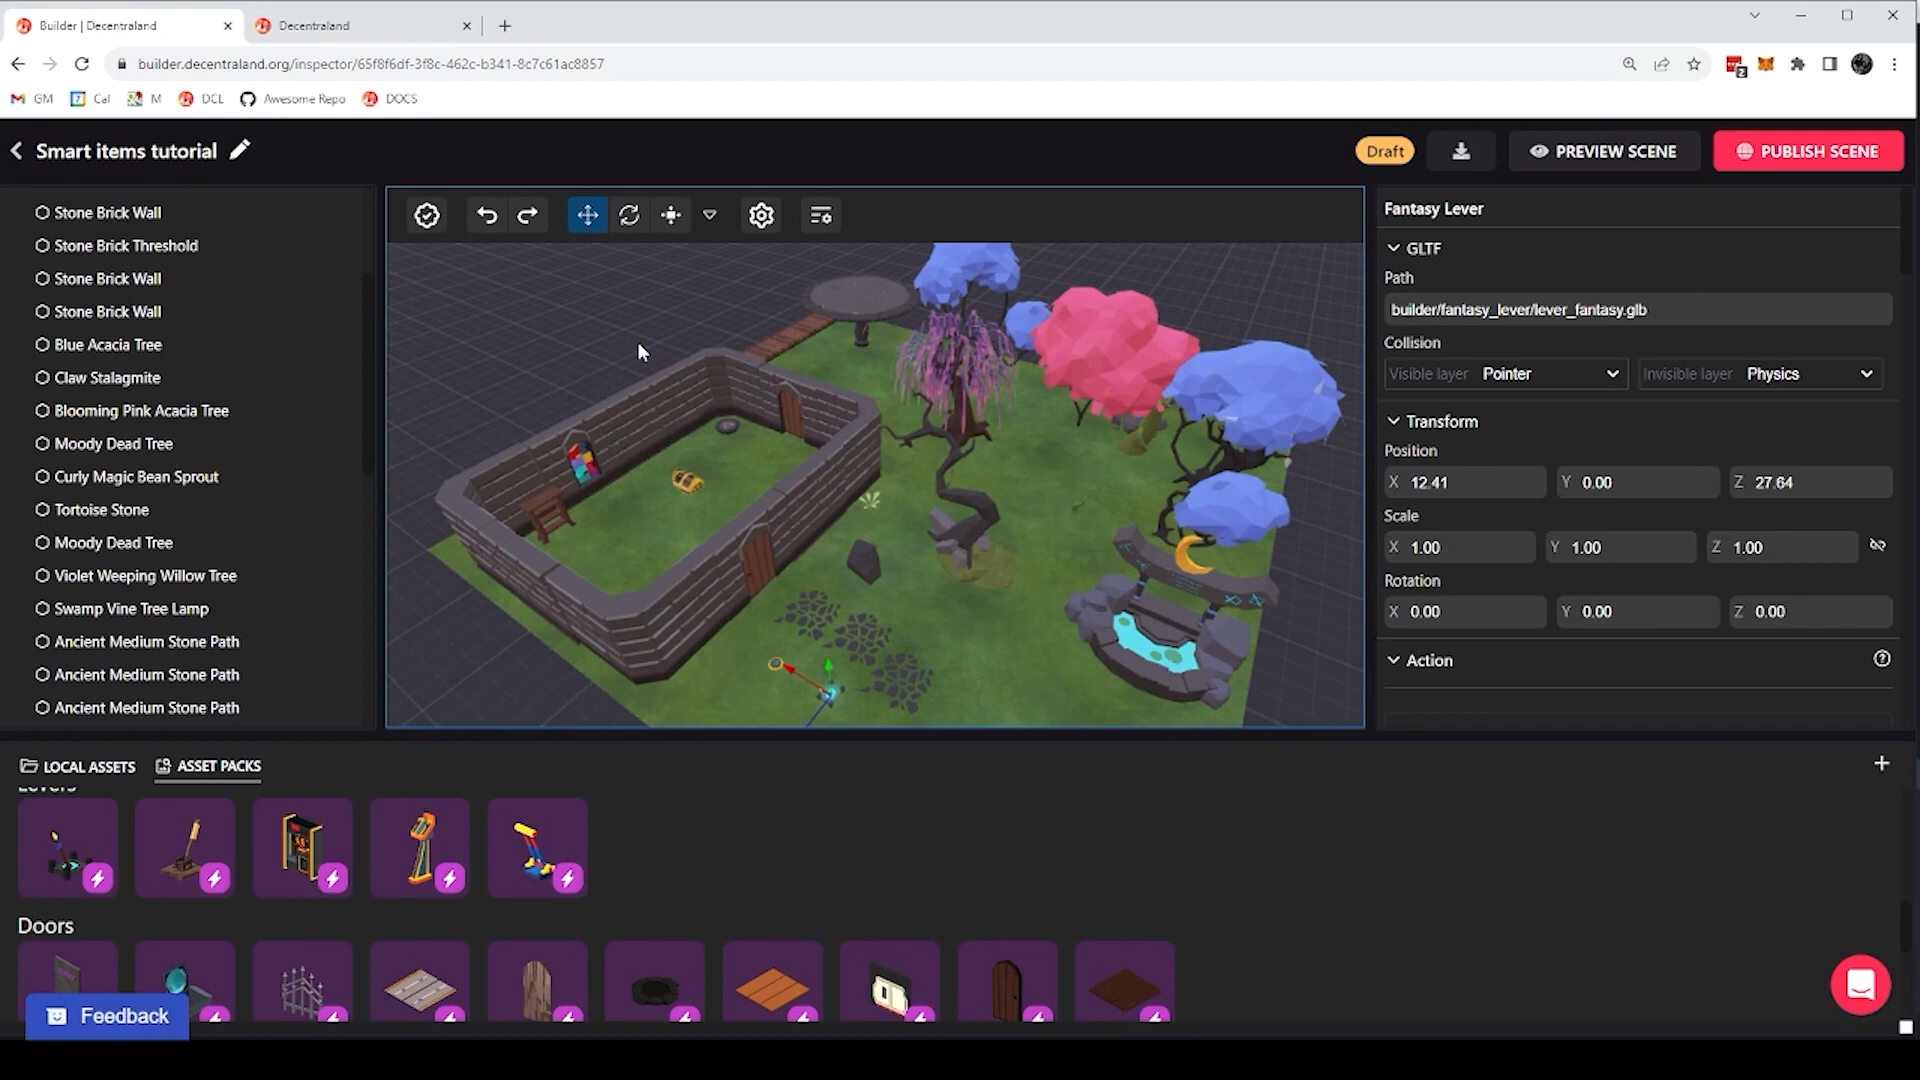 Builder | Decentraland
Decentraland
builder.decentraland.org/inspector/65f8f6df-3f8c-462c-b341-8c7c61ac8857
GM
Cal
M
DCL
Awesome Repo
DOCS
Smart items tutorial
Draft
PREVIEW SCENE
PUBLISH SCENE
Stone Brick Wall
Stone Brick Threshold
Stone Brick Wall
Stone Brick Wall
Blue Acacia Tree
Claw Stalagmite
Blooming Pink Acacia Tree
Moody Dead Tree
Curly Magic Bean Sprout
Tortoise Stone
Moody Dead Tree
Violet Weeping Willow Tree
Swamp Vine Tree Lamp
Ancient Medium Stone Path
Ancient Medium Stone Path
Ancient Medium Stone Path
Fantasy Lever
GLTF
Path
builder/fantasy_lever/lever_fantasy.glb
Collision
Visible layer Pointer
Invisible layer Physics
Transform
Position
X 12.41 Y 0.00 Z 27.64
Scale
X 1.00 Y 1.00 Z 1.00
Rotation
X 0.00 Y 0.00 Z 0.00
Action
LOCAL ASSETS
ASSET PACKS
Levers
Doors
Feedback